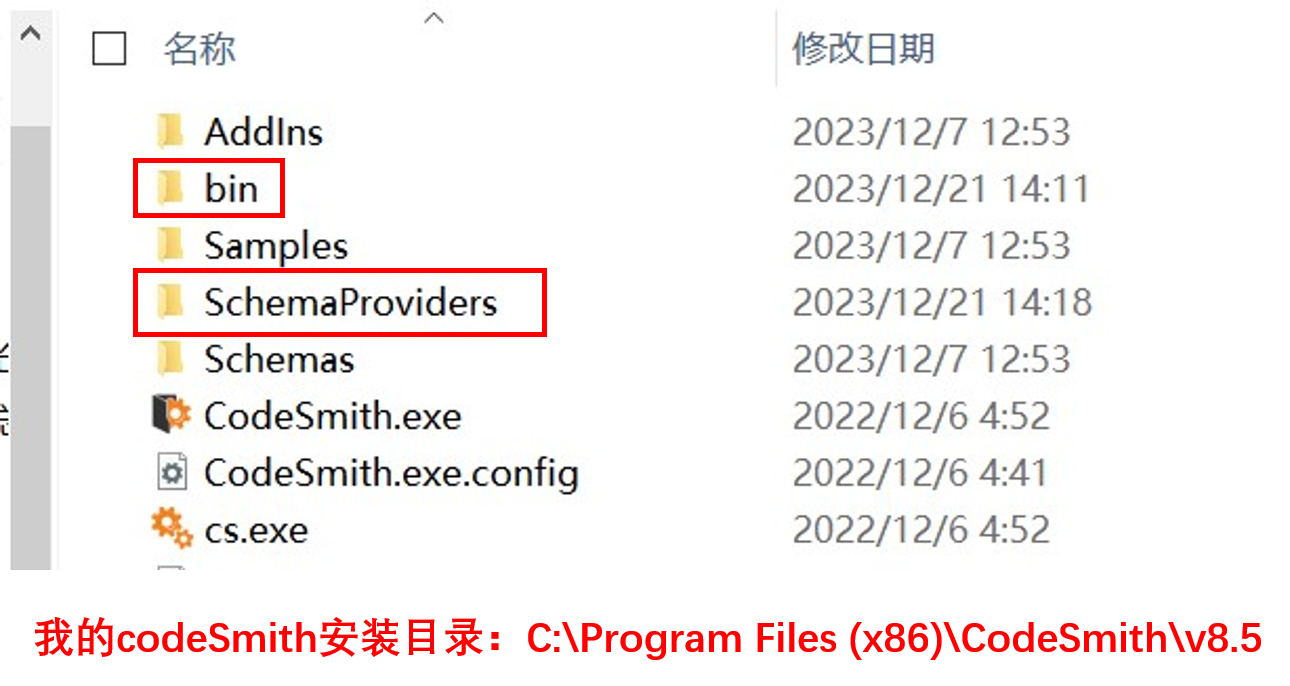 名称 修改日期
AddIns 2023/12/7 12:53
bin 2023/12/21 14:11
Samples 2023/12/7 12:53
SchemaProviders 2023/12/21 14:18
Schemas 2023/12/7 12:53
CodeSmith.exe 2022/12/6 4:52
CodeSmith.exe.config 2022/12/6 4:41
cs.exe 2022/12/6 4:52
我的codeSmith安装目录：C:\Program Files (x86)\CodeSmith\v8.5